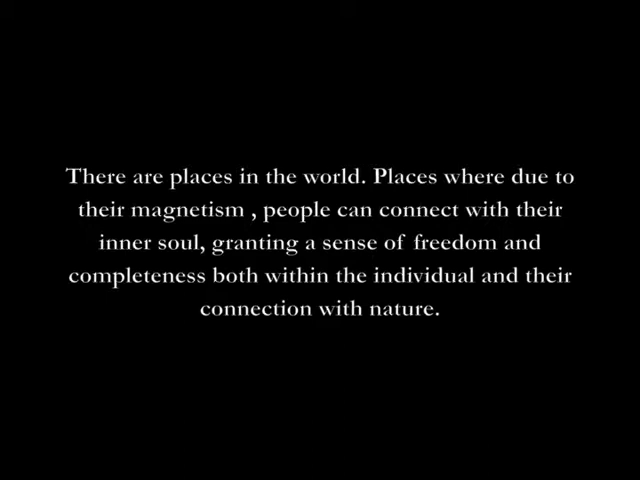 There are places in the world. Places where due to
their magnetism , people can connect with their
inner soul, granting a sense of freedom and
completeness both within the individual and their
connection with nature.